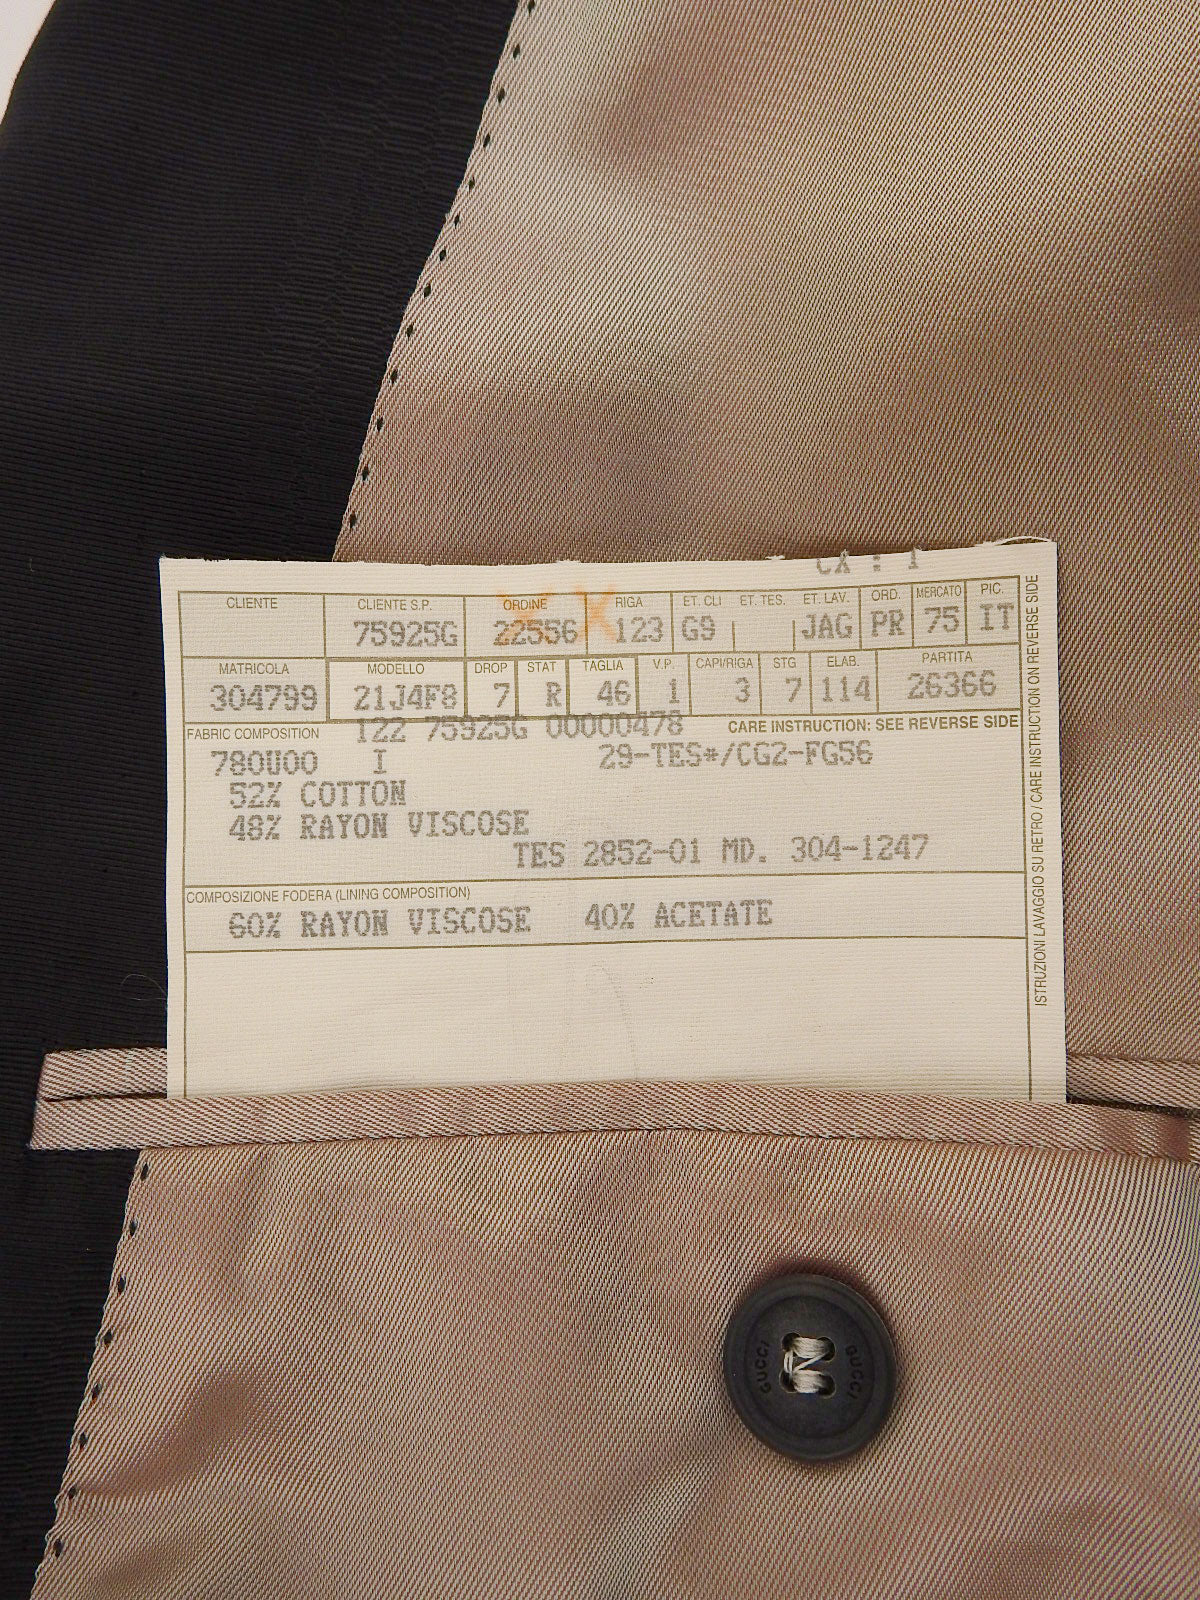 CX : 1
CLIENTE CLIENTE S.P. ORDINE RIGA ET. CLI ET. TES. ET. LAV. ORD. MERCATO PIC.
75925G 22556 123 G9 JAG PR 75 IT
MATRICOLA MODELLO DROP STAT TAGLIA V.P. CAPI/RIGA STG ELAB. PARTITA
304799 21J4F8 7 R 46 1 3 7 114 26366
122 75925G 00000478
FABRIC COMPOSITION CARE INSTRUCTION: SEE REVERSE SIDE
780U00 I 29-TES*/CG2-FG56
52% COTTON
48% RAYON VISCOSE
TES 2852-01 MD. 304-1247
COMPOSIZIONE FODERA (LINING COMPOSITION)
60% RAYON VISCOSE 40% ACETATE
ISTRUZIONI LAVAGGIO SU RETRO / CARE INSTRUCTION ON REVERSE SIDE
GUCCI
GUCCI